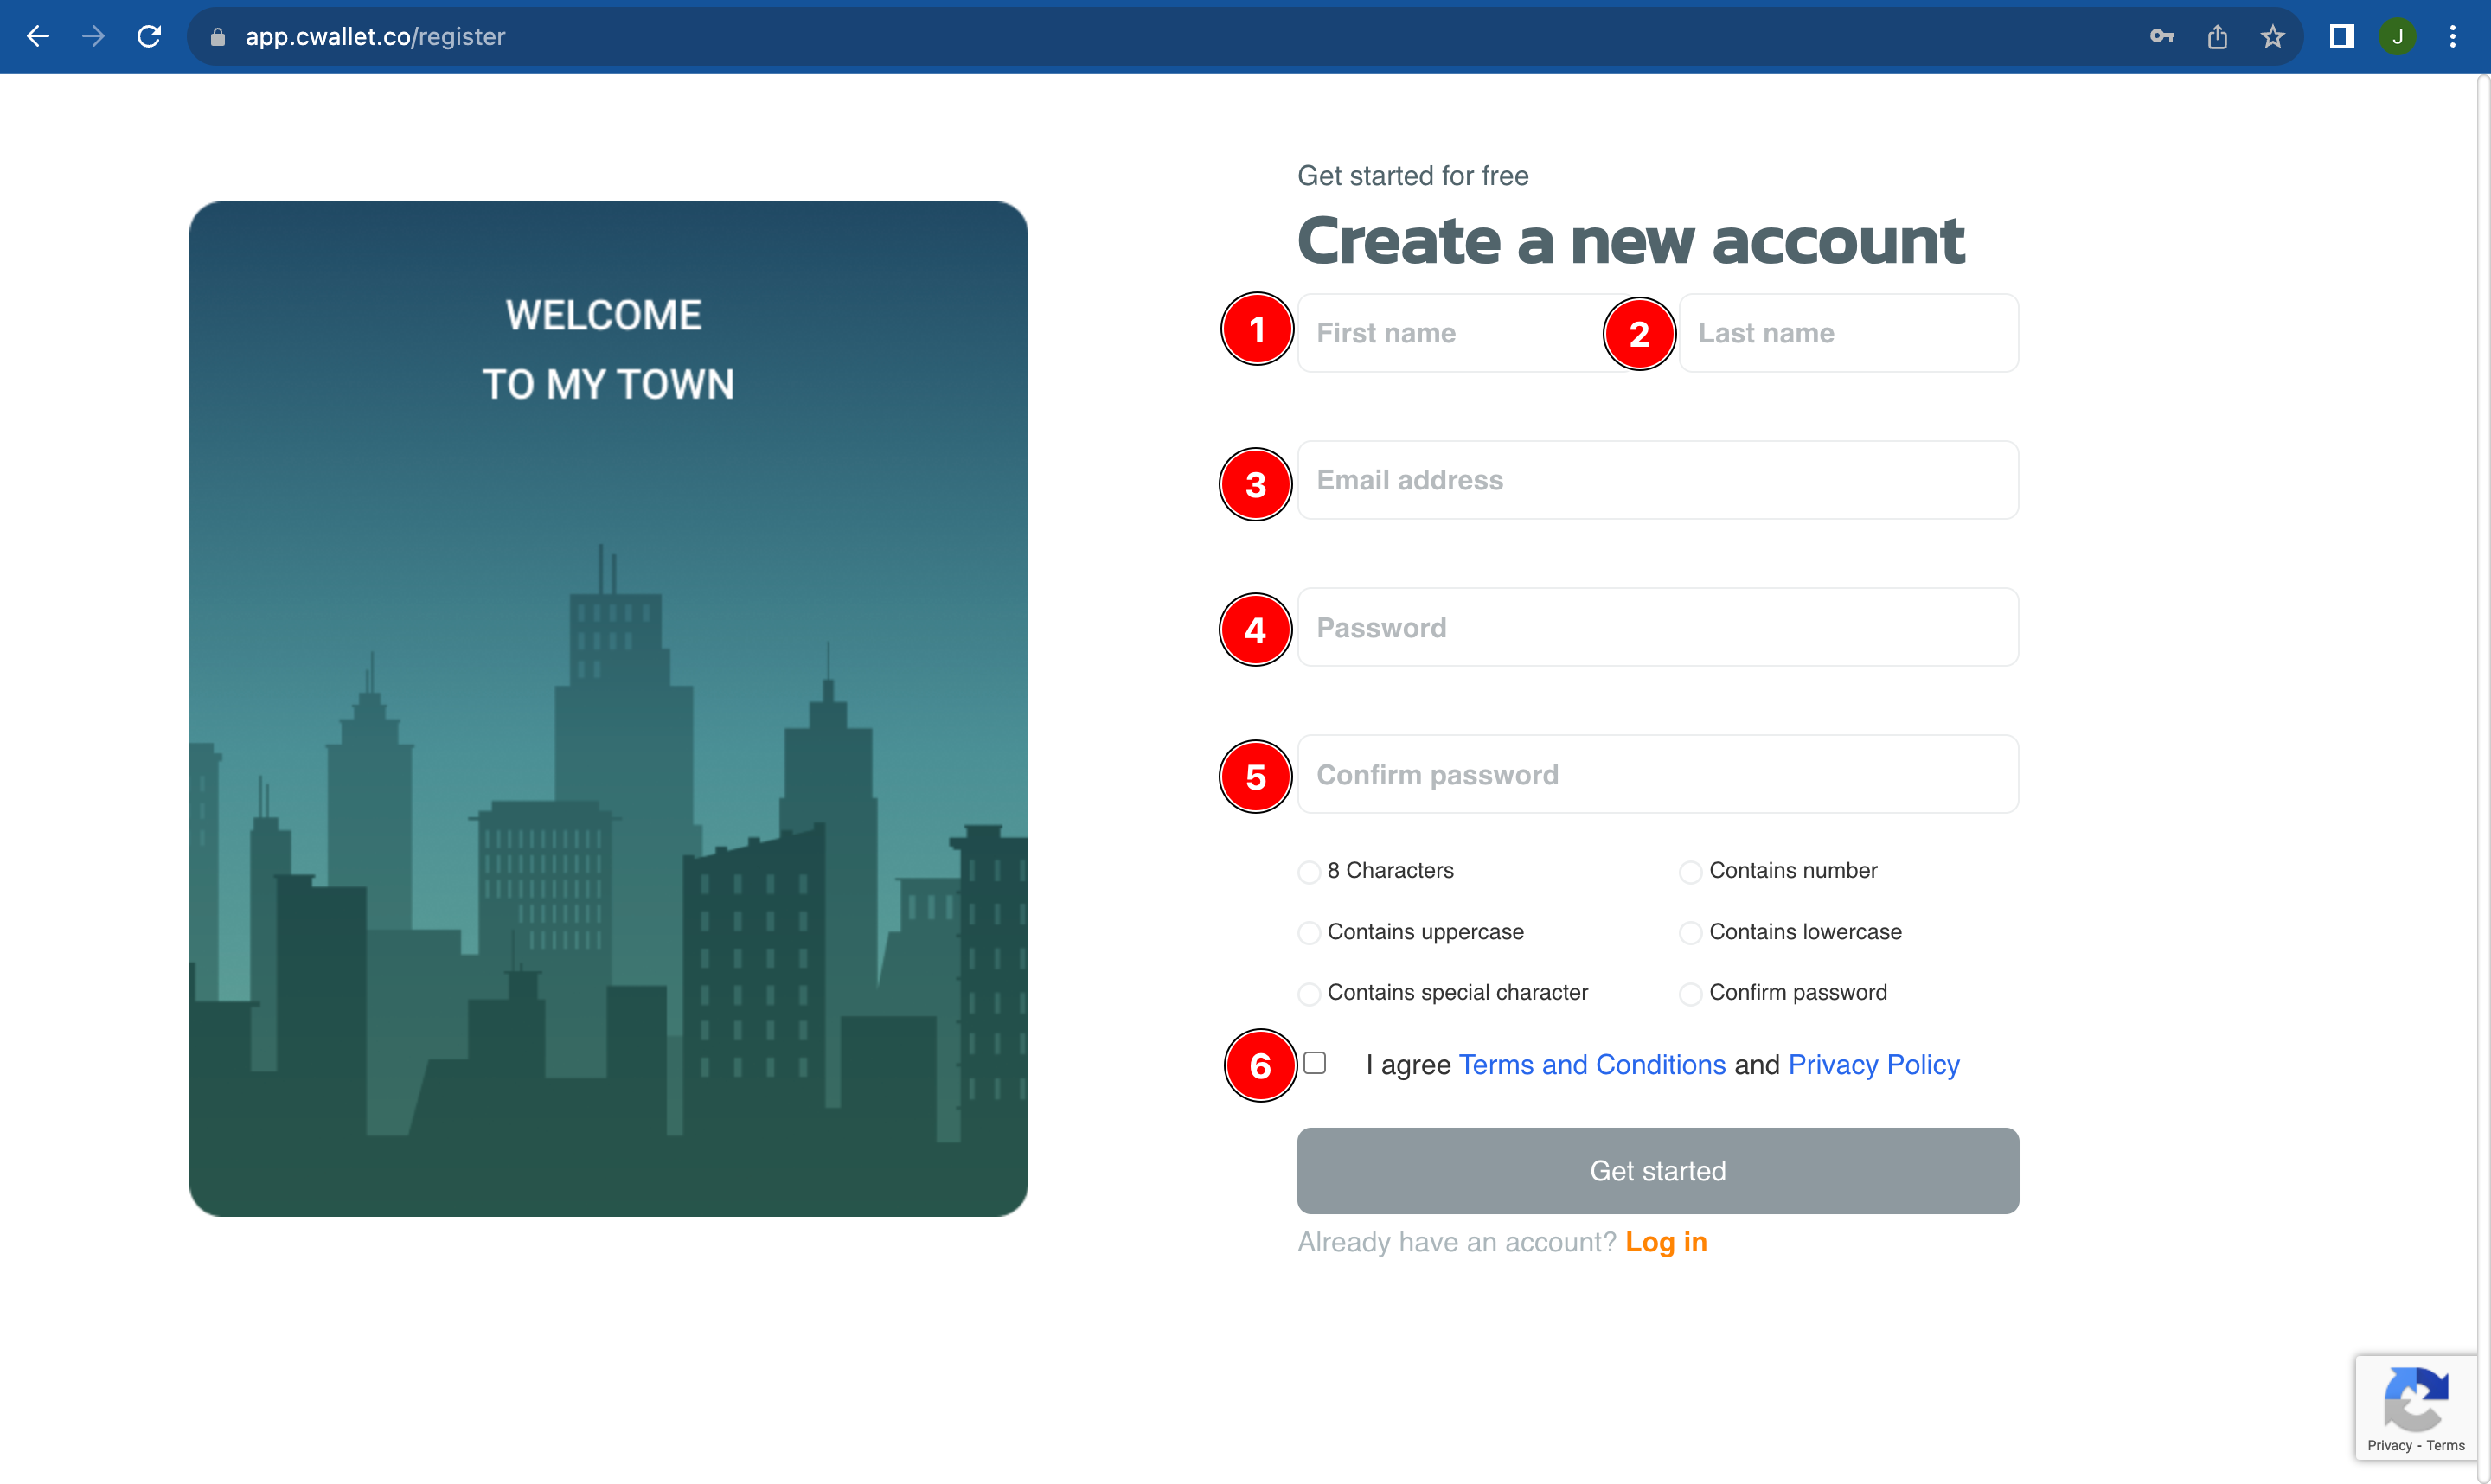 app.cwallet.co/register
J
WELCOME
TO MY TOWN
Get started for free
Create a new account
1 First name 2 Last name
3 Email address
4 Password
5 Confirm password
8 Characters Contains number
Contains uppercase Contains lowercase
Contains special character Confirm password
6 I agree Terms and Conditions and Privacy Policy
Get started
Already have an account? Log in
Privacy - Terms